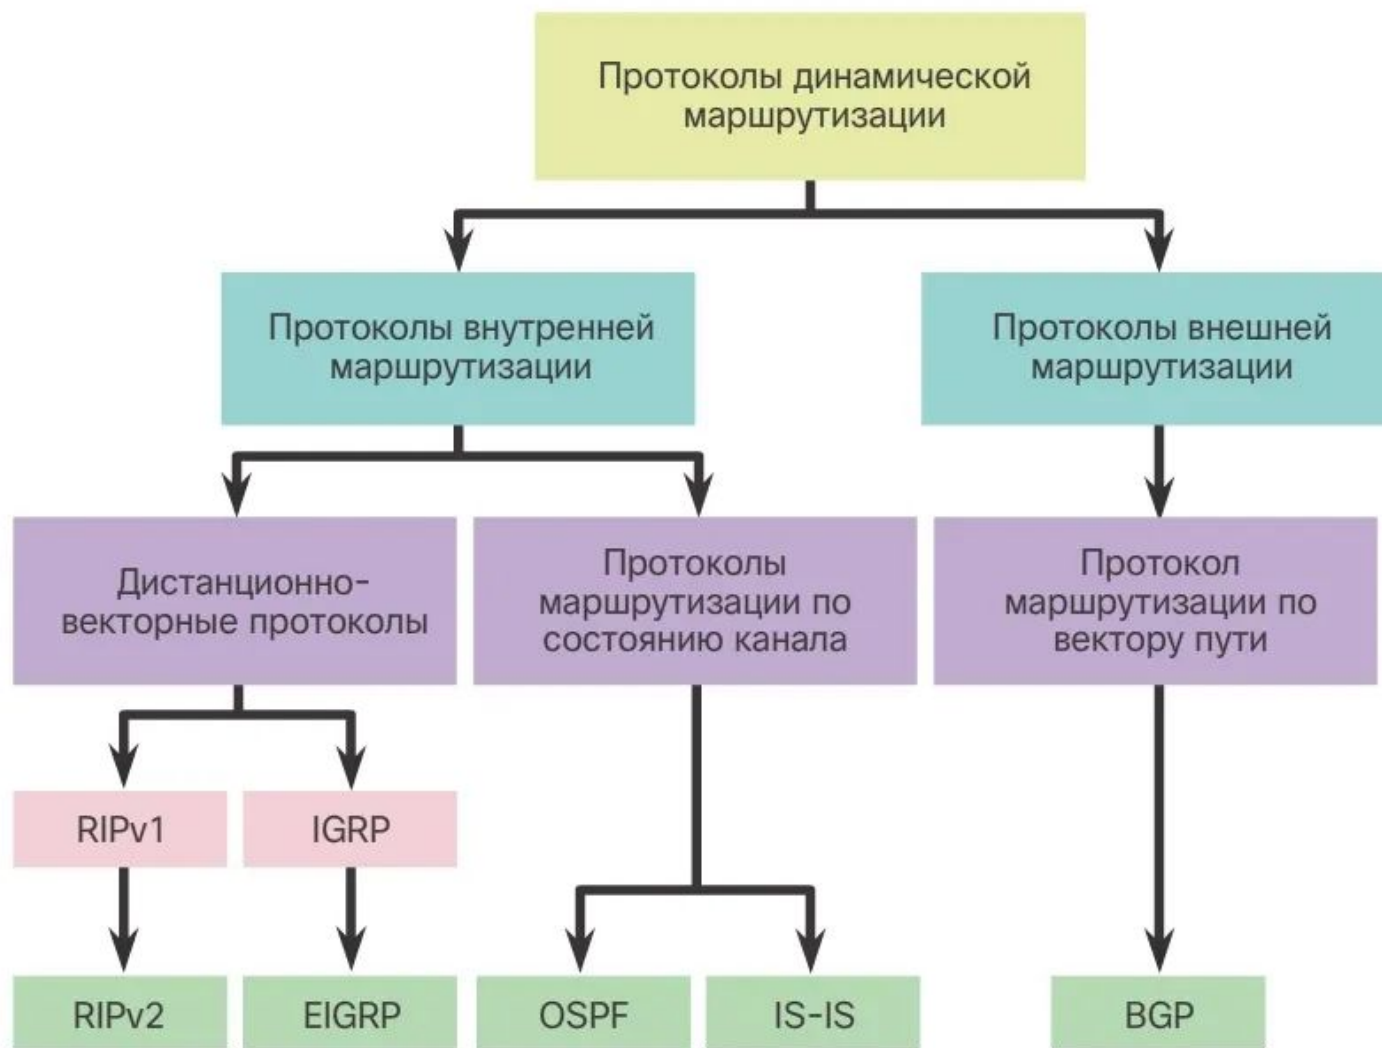 Протоколы динамической
маршрутизации
Протоколы внутренней
маршрутизации
Протоколы внешней
маршрутизации
Дистанционно-
векторные протоколы
Протоколы
маршрутизации по
состоянию канала
Протокол
маршрутизации по
вектору пути
RIPv1
IGRP
RIPv2
EIGRP
OSPF
IS-IS
BGP